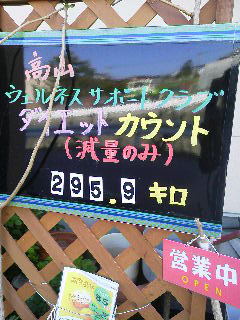 高山
ウェルネスサポートクラブ
ダイエットカウント
(減量のみ)
295.9キロ
営業中
OPEN